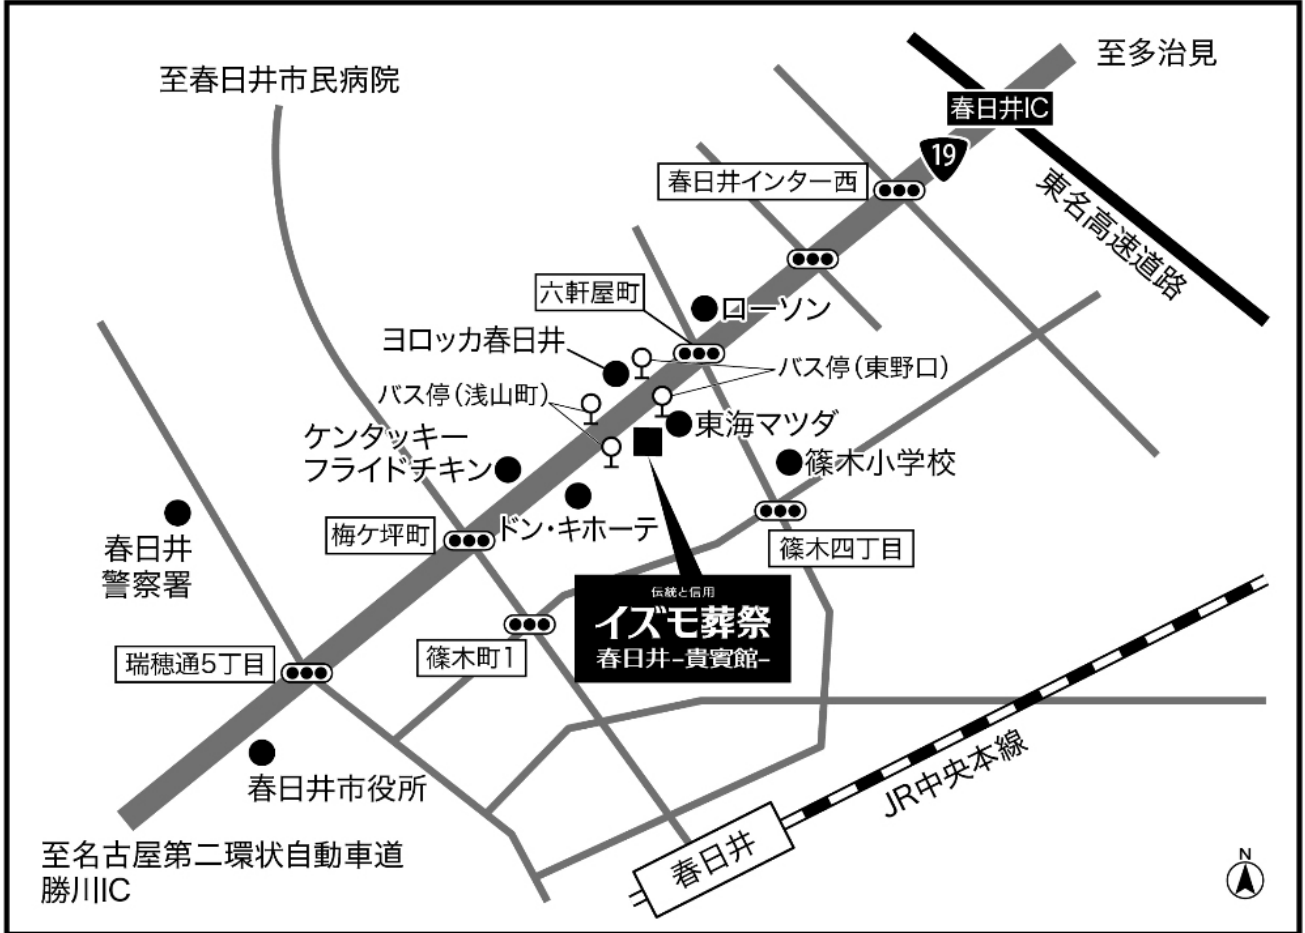 至多治見
至春日井市民病院
春日井IC
19
春日井インター西
東名高速道路
六軒屋町
ローソン
ヨロッカ春日井
バス停(東野口)
バス停(浅山町)
東海マツダ
ケンタッキー
フライドチキン
篠木小学校
ドン・キホーテ
梅ケ坪町
篠木四丁目
春日井
警察署
伝統と信用
イズモ葬祭
春日井-貴賓館-
篠木町1
瑞穂通5丁目
春日井市役所
JR中央本線
春日井
至名古屋第二環状自動車道
勝川IC
N